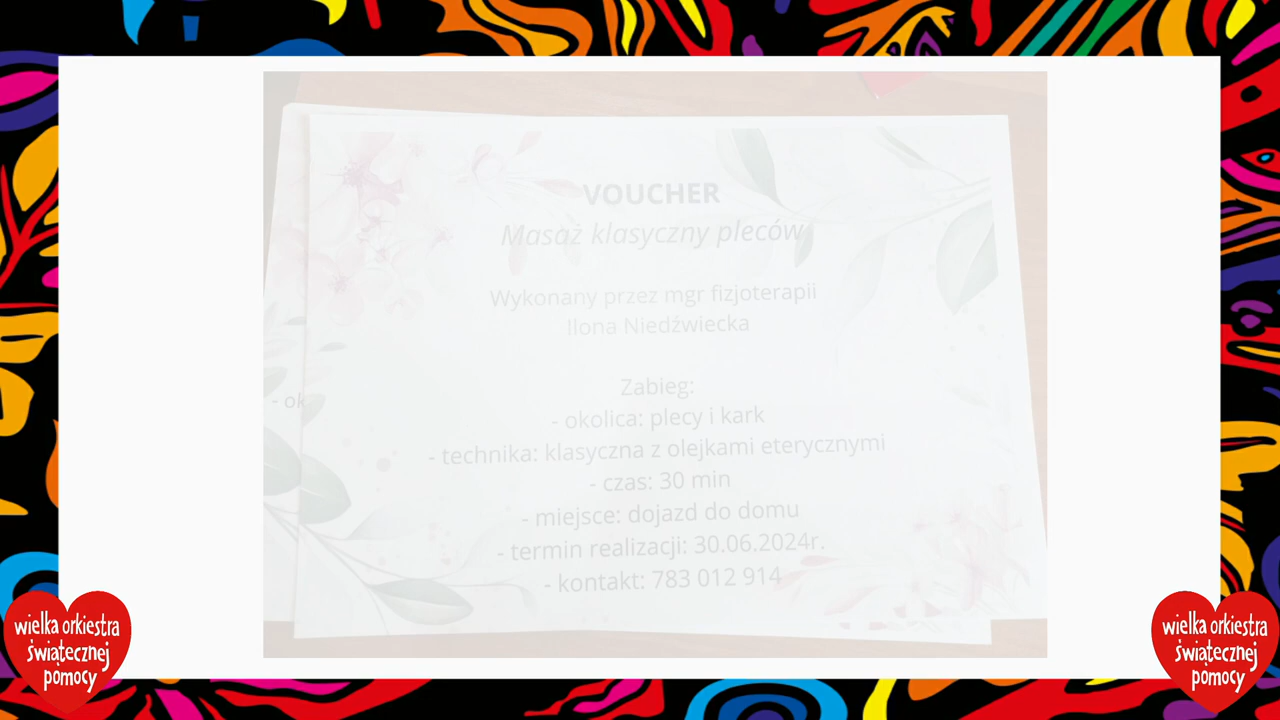 VOUCHER
Masaż klasyczny pleców
Wykonany przez mgr fizjoterapii
Ilona Niedźwiecka
Zabieg:
- okolica: plecy i kark
- ok
- technika: klasyczna z olejkami eterycznymi
- czas: 30 min
- miejsce: dojazd do domu
- termin realizacji: 30.06.2024r.
- kontakt: 783 012 914
wielka orkiestra
świątecznej
pomocy
wielka orkiestra
świątecznej
pomocy